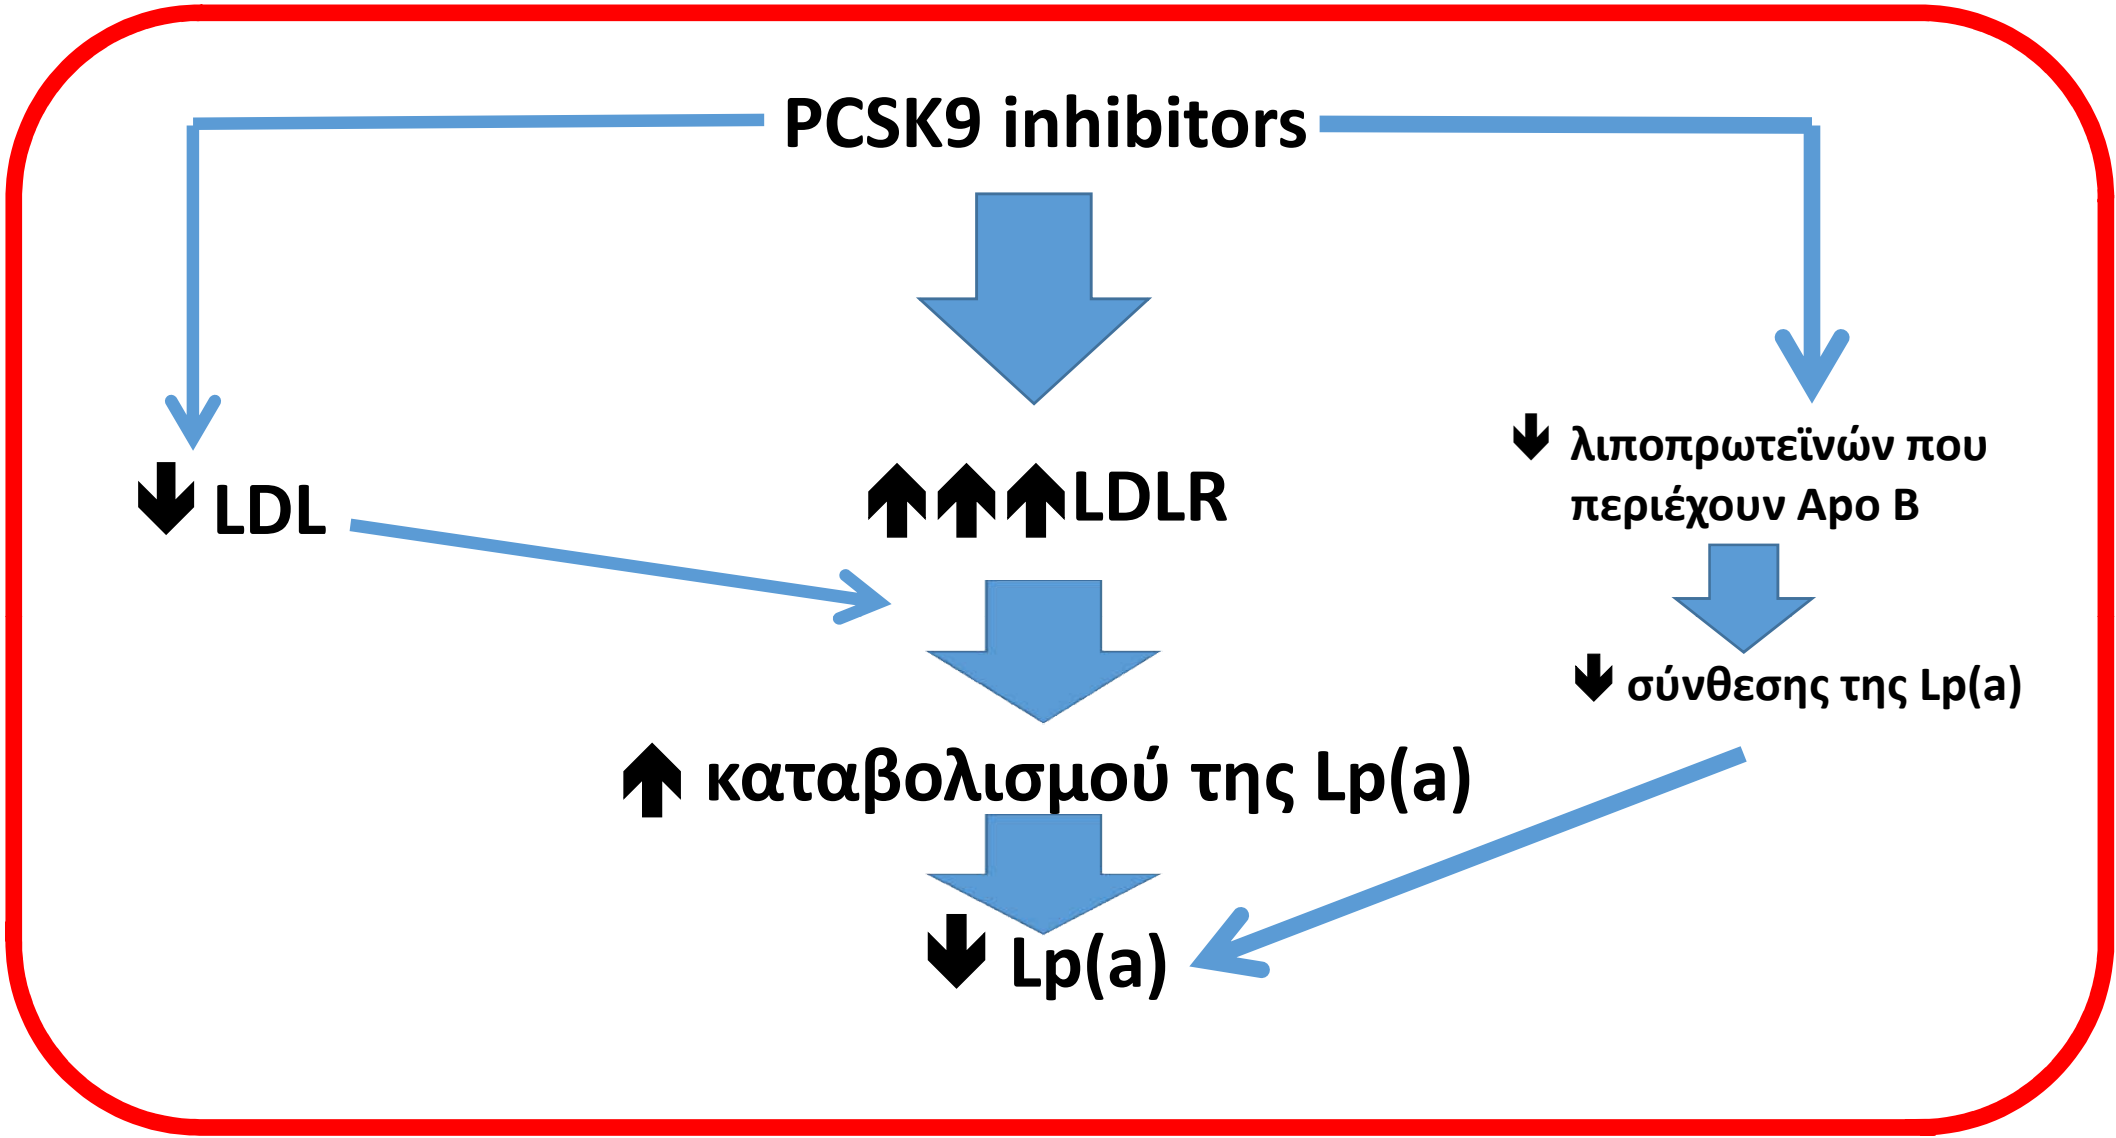 PCSK9 inhibitors
🡻 LDL
🡹🡹🡹LDLR
🡻 λιποπρωτεϊνών που
περιέχουν Apo B
🡻 σύνθεσης της Lp(a)
🡹 καταβολισμού της Lp(a)
🡻 Lp(a)